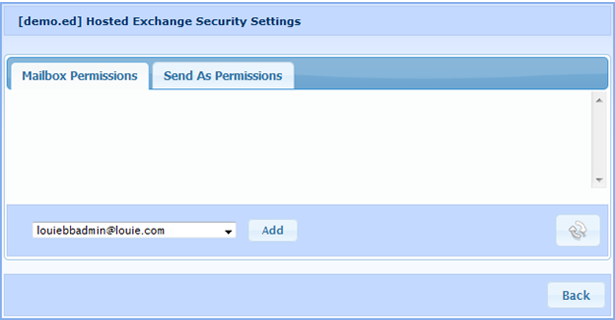 [demo.ed] Hosted Exchange Security Settings
Mailbox Permissions Send As Permissions
louiebbadmin@louie.com Add
Back